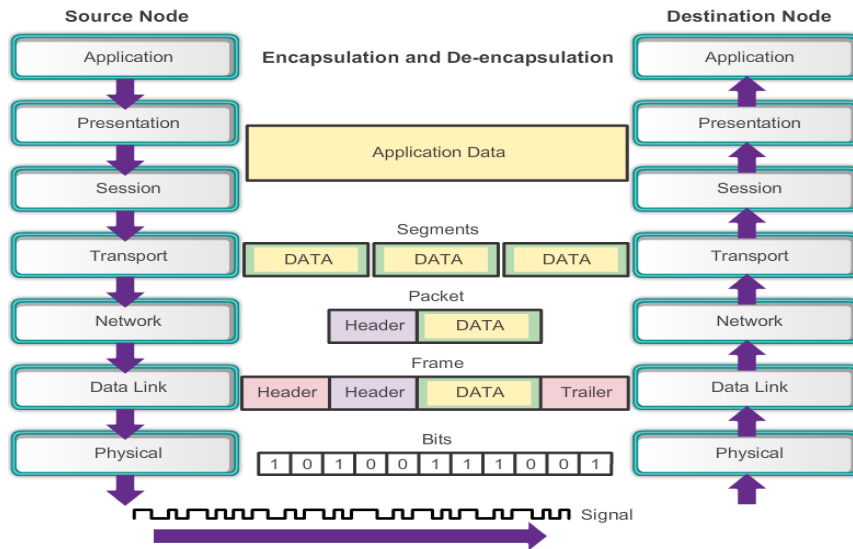 Source Node
Destination Node
Application
Encapsulation and De-encapsulation
Application
Presentation
Application Data
Presentation
Session
Session
Segments
Transport
DATA DATA DATA
Transport
Packet
Network
Header DATA
Network
Frame
Data Link
Header Header DATA Trailer
Data Link
Bits
Physical
1 0 1 0 0 1 1 1 0 0 1
Physical
Signal